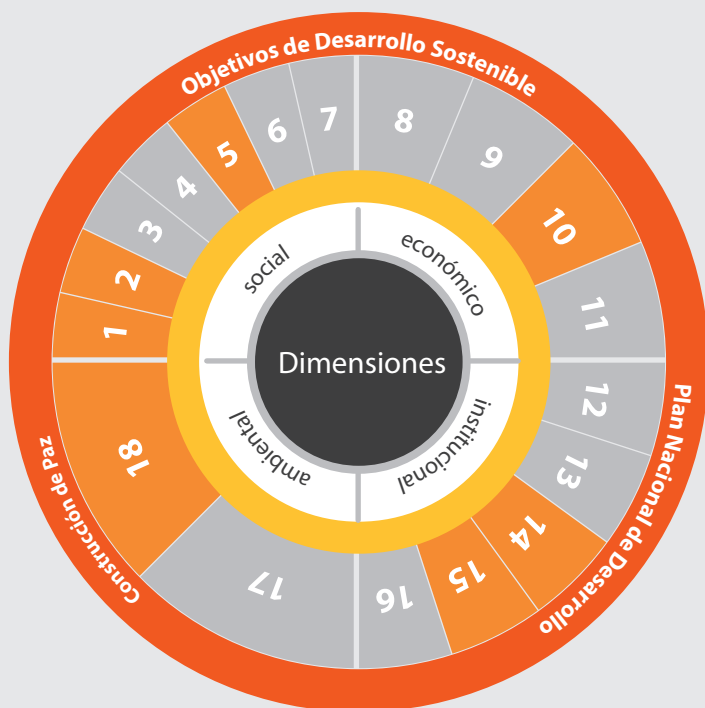 Objetivos de Desarrollo Sostenible
Plan Nacional de Desarrollo
Construcción de Paz
1
2
3
4
5
6
7
8
9
10
11
12
13
14
15
16
17
18
social
económico
institucional
ambiental
Dimensiones